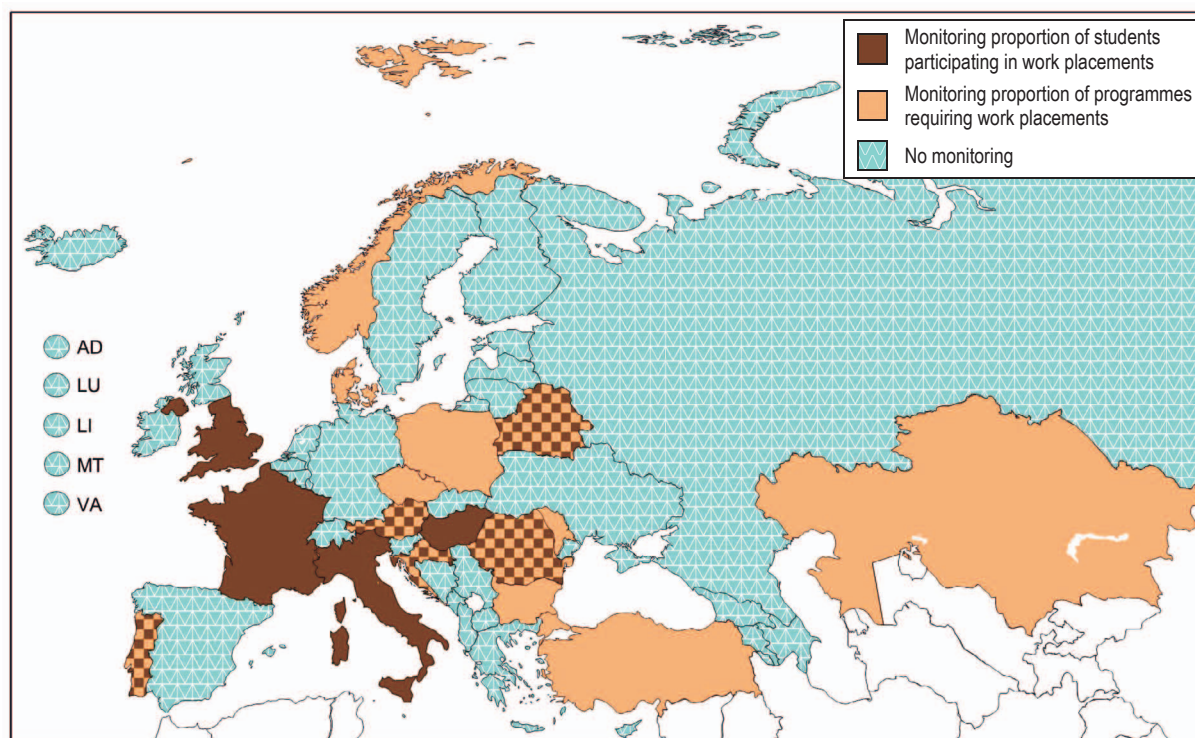 Monitoring proportion of students
participating in work placements
Monitoring proportion of programmes
requiring work placements
No monitoring
AD
LU
LI
MT
VA